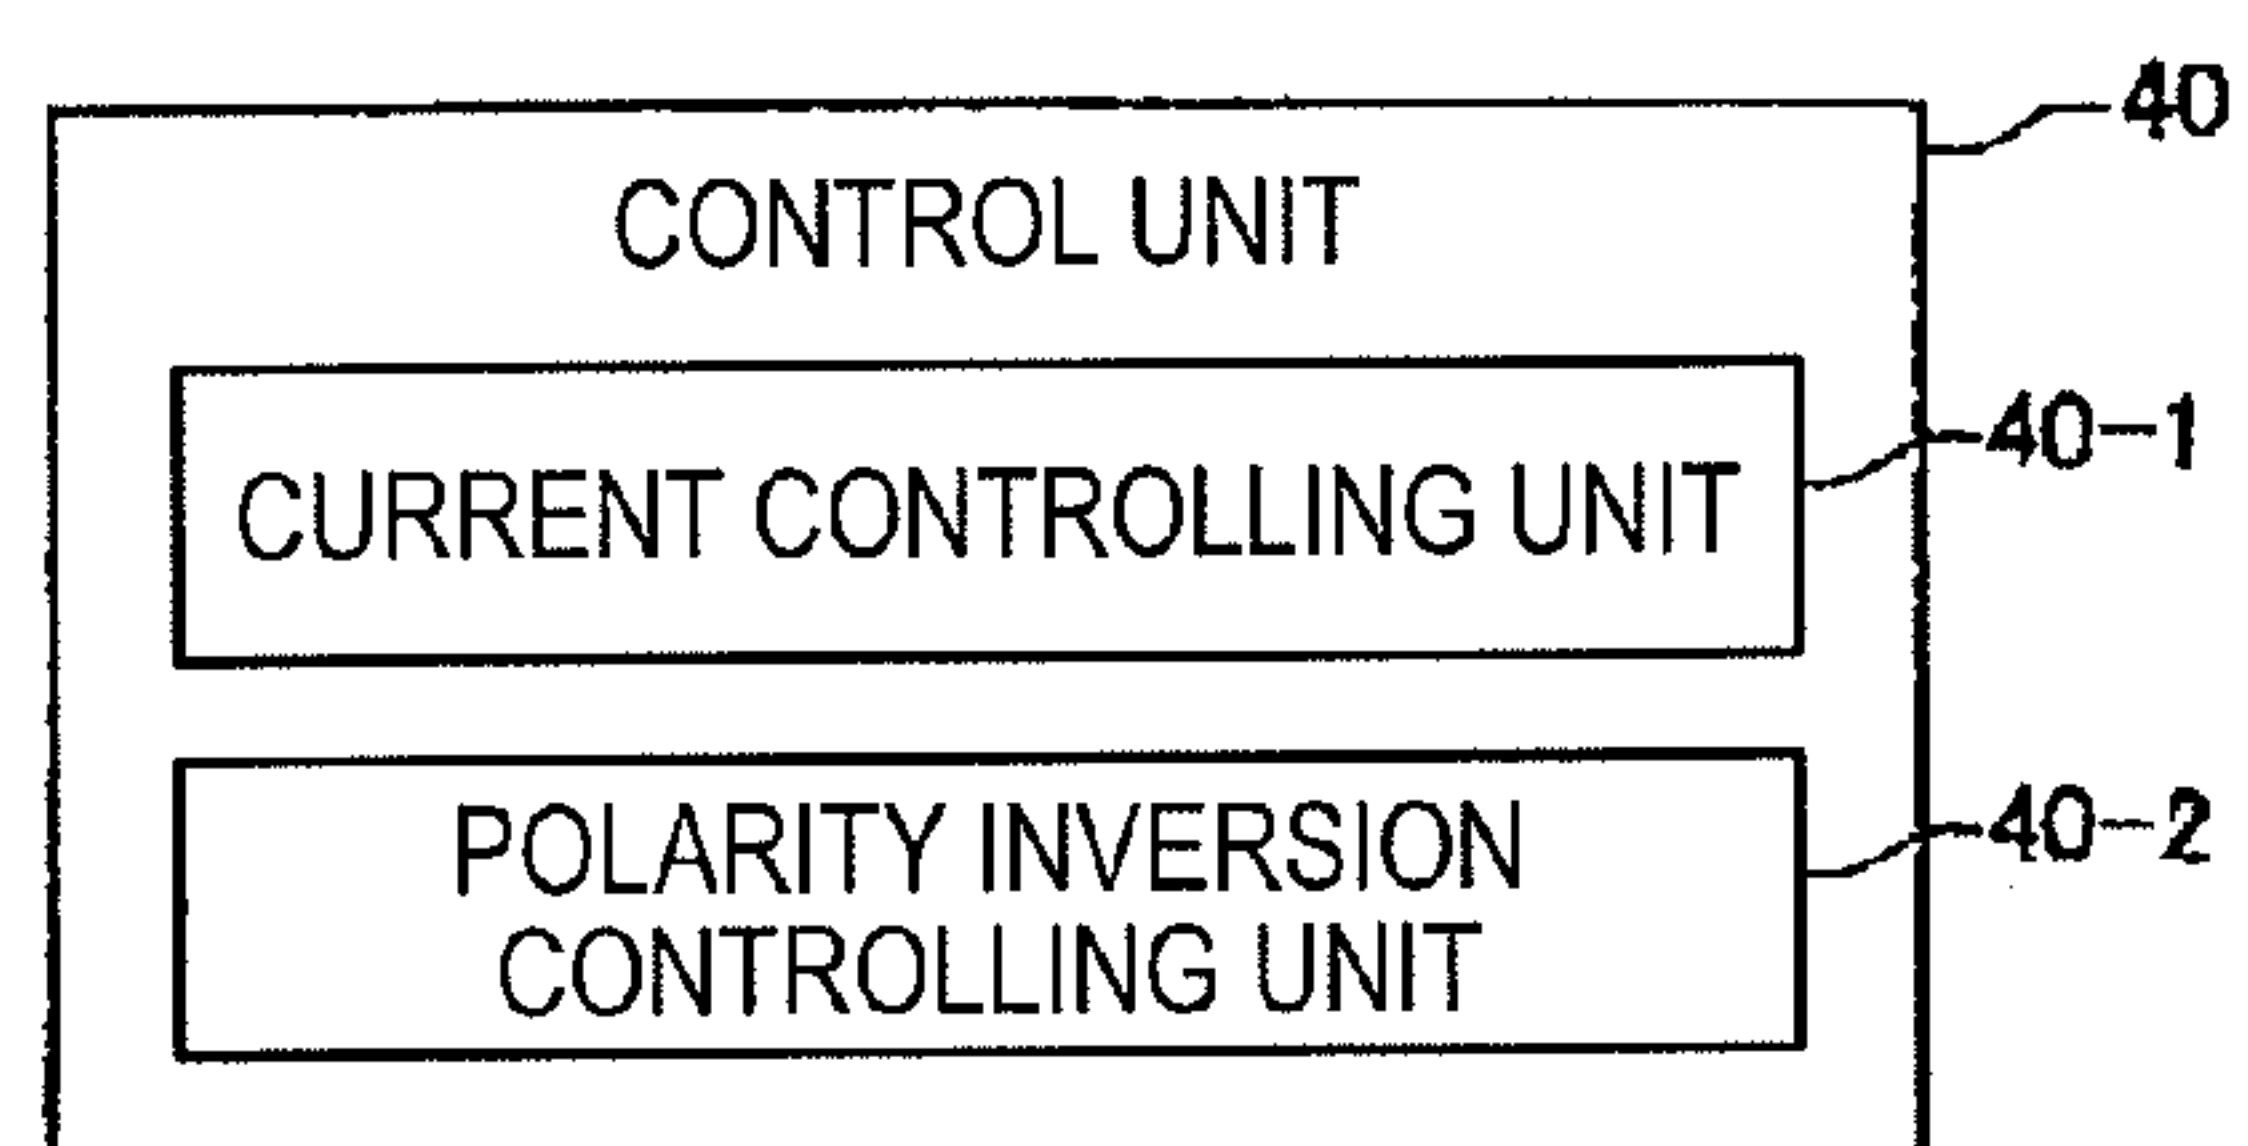 40
CONTROL UNIT
40-1
CURRENT CONTROLLING UNIT
40-2
POLARITY INVERSION
CONTROLLING UNIT